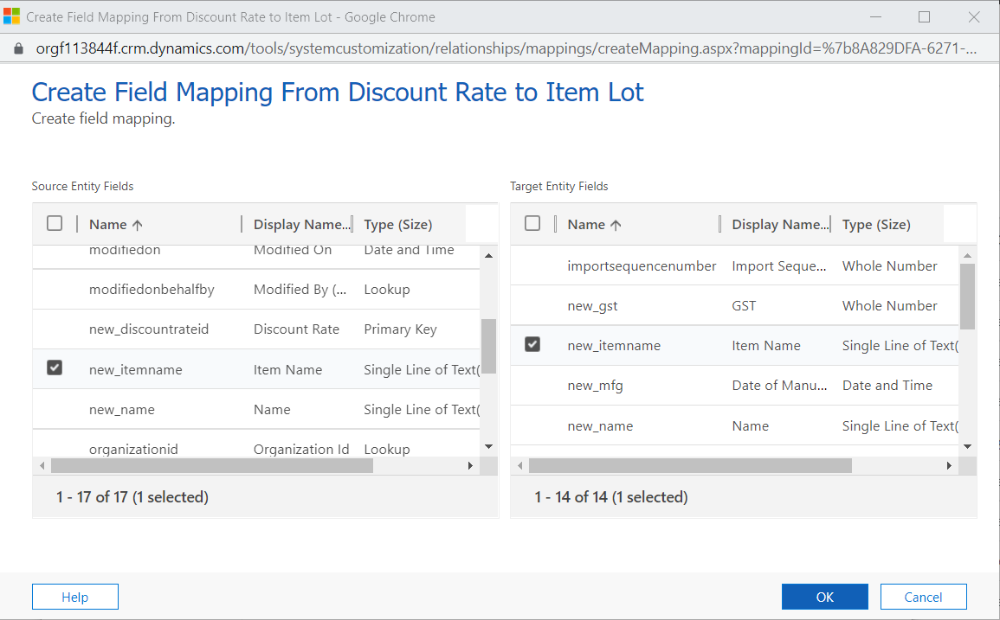 Create Field Mapping From Discount Rate to Item Lot - Google Chrome
orgf113844f.crm.dynamics.com/tools/systemcustomization/relationships/mappings/createMapping.aspx?mappingId=%7b8A829DFA-6271-...
Create Field Mapping From Discount Rate to Item Lot
Create field mapping.
Source Entity Fields
Name ↑ Display Name... Type (Size)
modifiedon Modified On Date and Time
modifiedonbehalfby Modified By (... Lookup
new_discountrateid Discount Rate Primary Key
new_itemname Item Name Single Line of Text(
new_name Name Single Line of Text(
organizationid Organization Id Lookup
1 - 17 of 17 (1 selected)
Target Entity Fields
Name ↑ Display Name... Type (Size)
importsequencenumber Import Seque... Whole Number
new_gst GST Whole Number
new_itemname Item Name Single Line of Text(
new_mfg Date of Manu... Date and Time
new_name Name Single Line of Text(
1 - 14 of 14 (1 selected)
Help OK Cancel